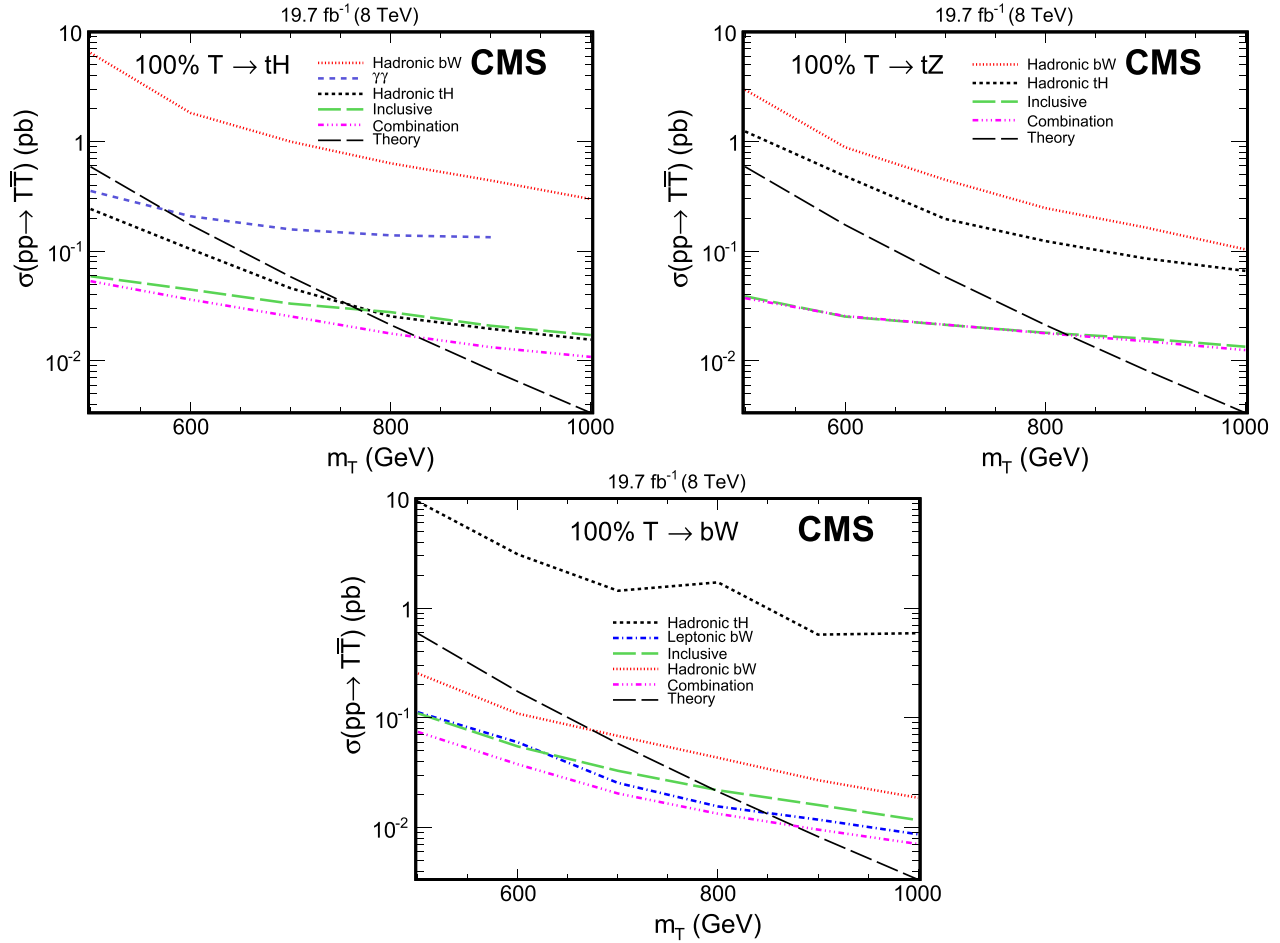 19.7 fb⁻¹ (8 TeV)
100% T → tH
CMS
Hadronic bW
γγ
Hadronic tH
Inclusive
Combination
Theory
σ(pp→ TT̅) (pb)
10
1
10⁻¹
10⁻²
600
800
1000
m_T (GeV)
19.7 fb⁻¹ (8 TeV)
100% T → tZ
CMS
Hadronic bW
Hadronic tH
Inclusive
Combination
Theory
σ(pp→ TT̅) (pb)
10
1
10⁻¹
10⁻²
600
800
1000
m_T (GeV)
19.7 fb⁻¹ (8 TeV)
100% T → bW
CMS
Hadronic tH
Leptonic bW
Inclusive
Hadronic bW
Combination
Theory
σ(pp→ TT̅) (pb)
10
1
10⁻¹
10⁻²
600
800
1000
m_T (GeV)